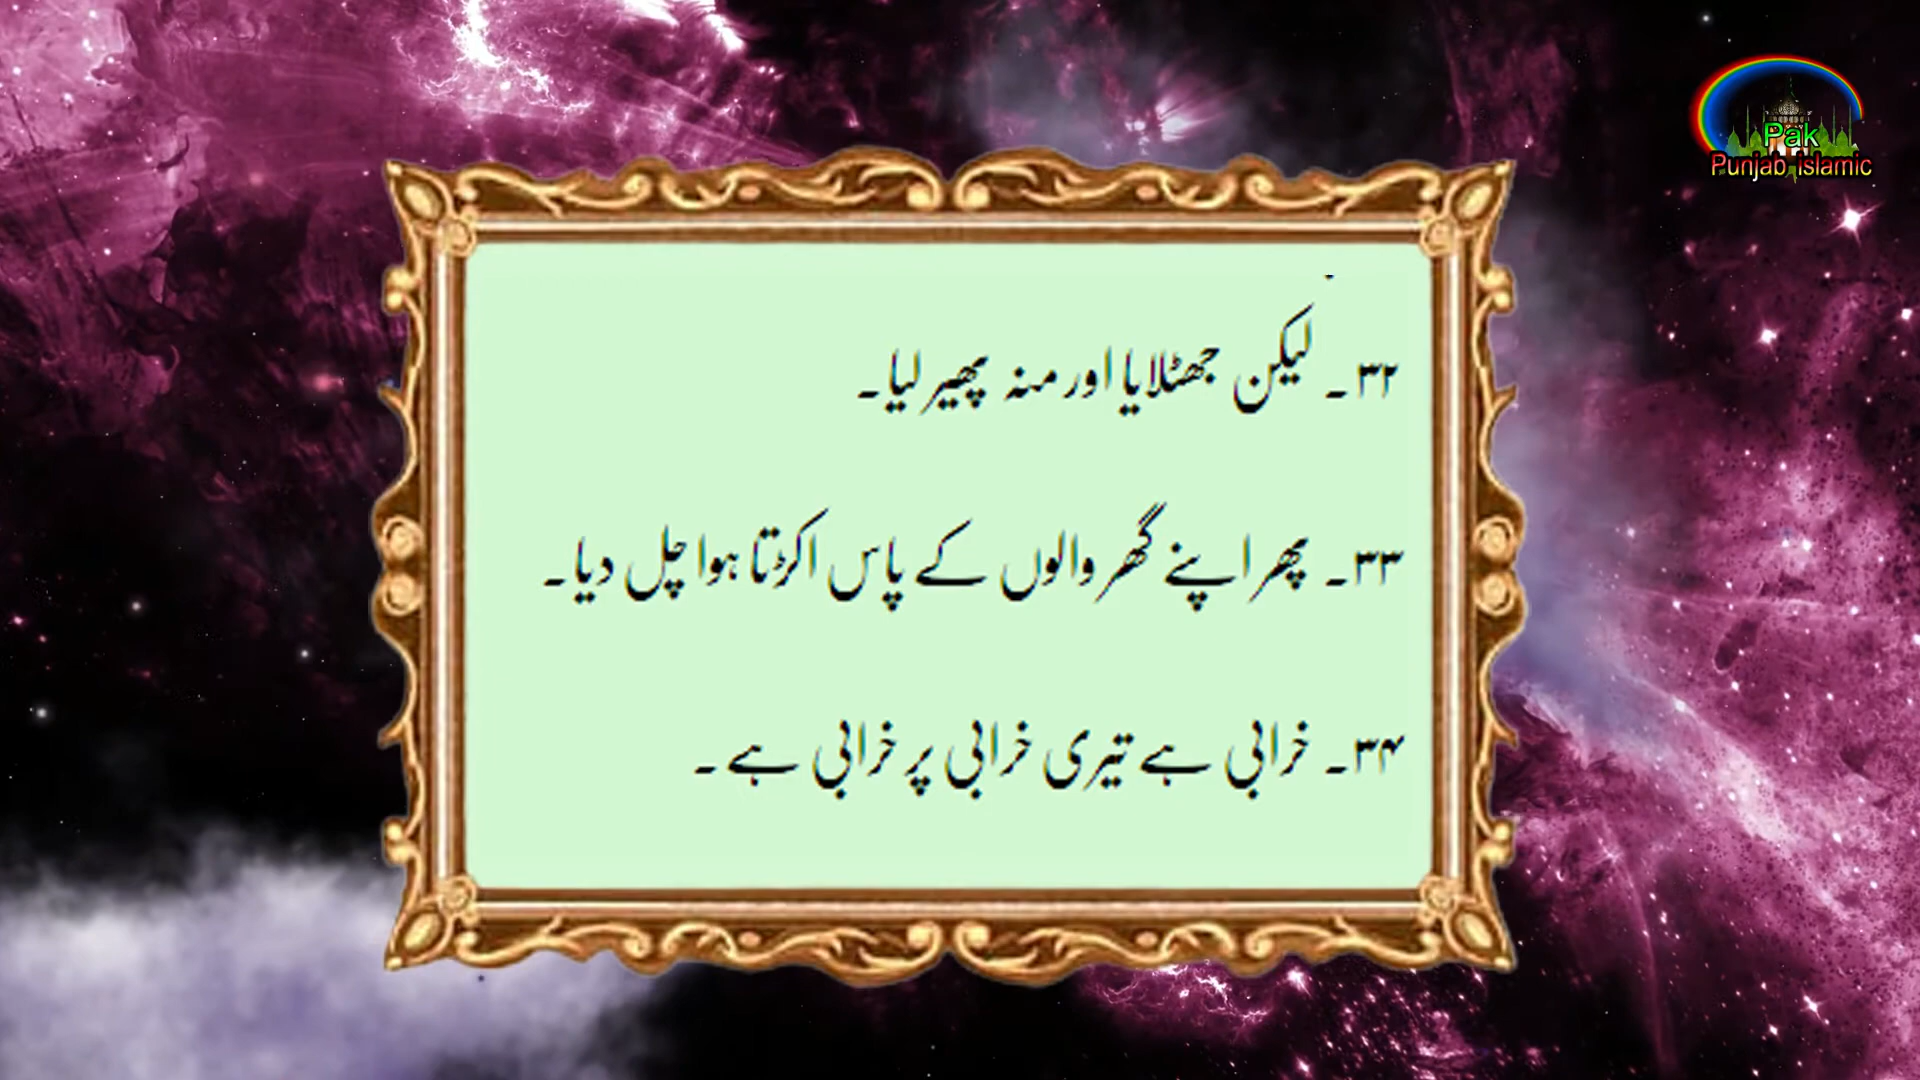 Pak
Punjab islamic
۳۲۔ لیکن جھٹلایا اور منہ پھیر لیا۔
۳۳۔ پھر اپنے گھر والوں کے پاس اکڑتا ہوا چل دیا۔
۳۴۔ خرابی ہے تیری خرابی پر خرابی ہے۔